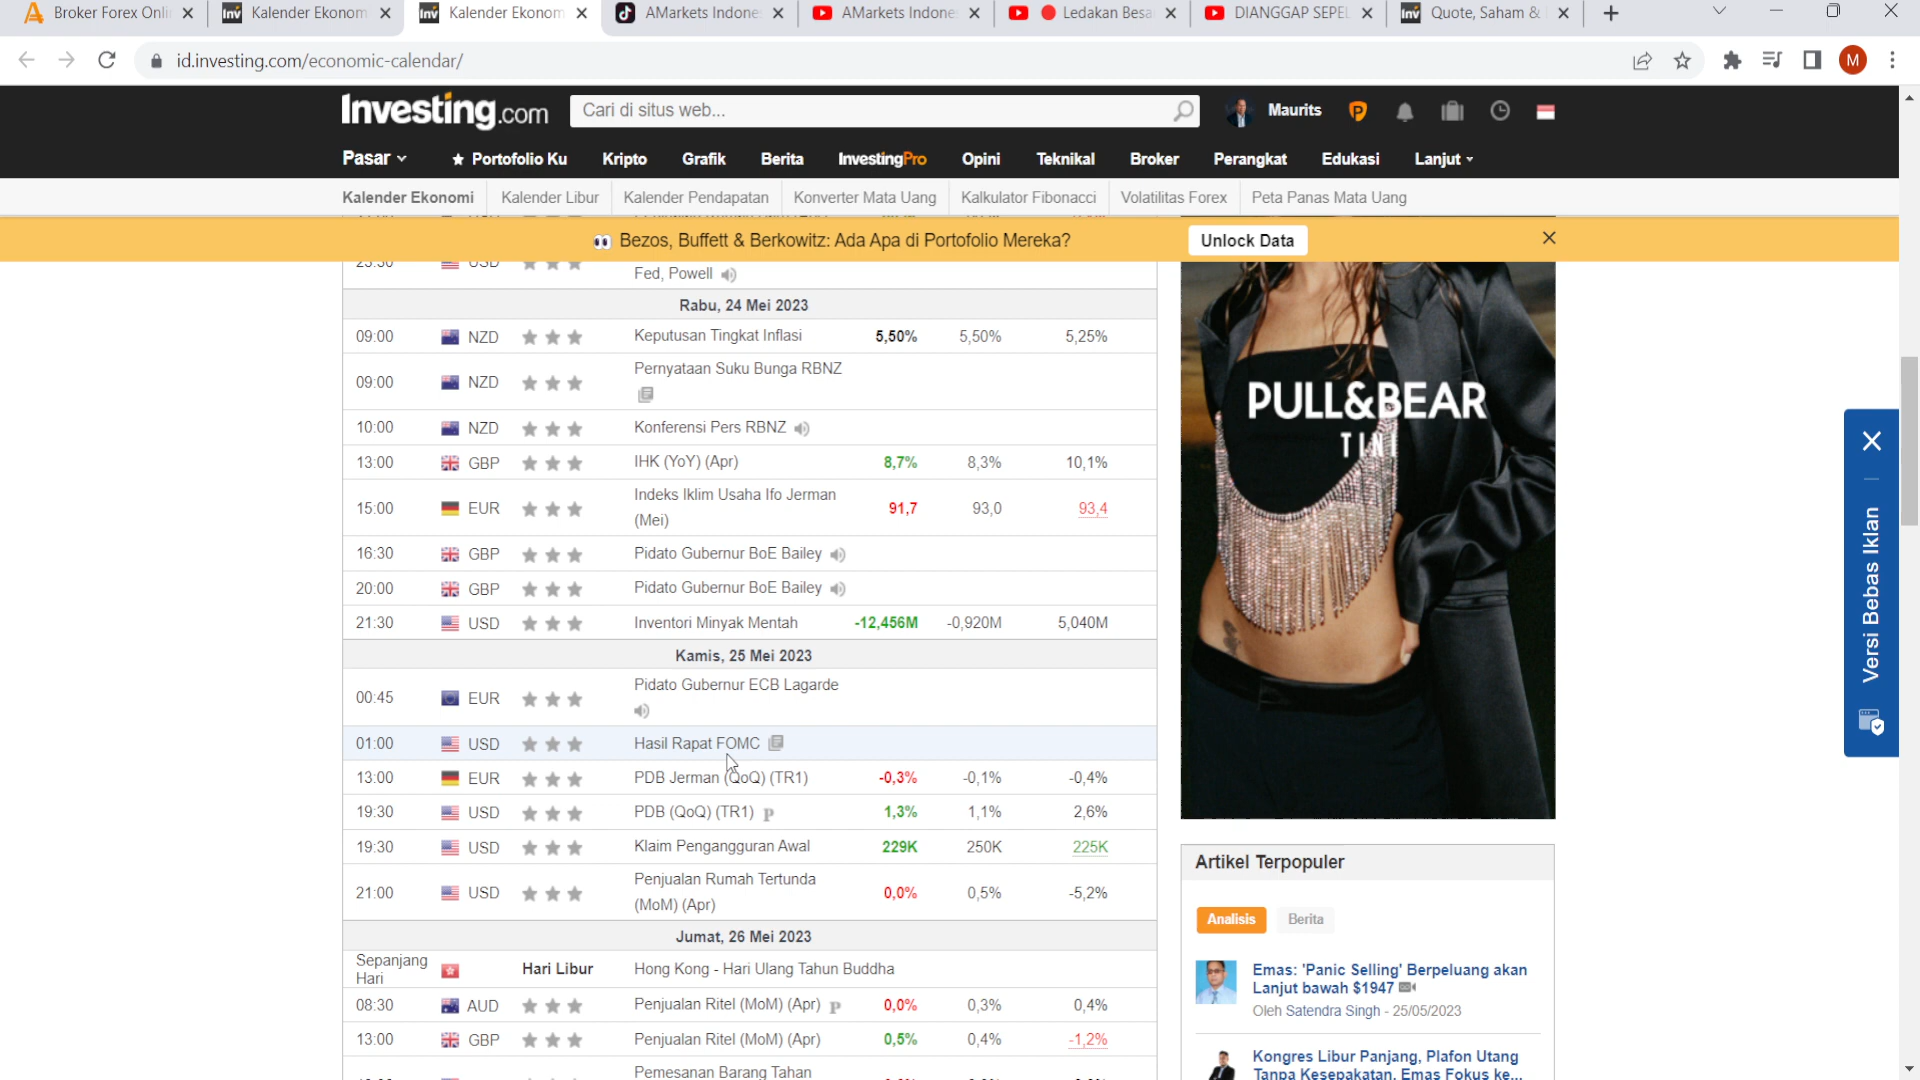 Broker Forex Onli
Kalender Ekonom
Kalender Ekonom
AMarkets Indone
AMarkets Indone
Ledakan Besa
DIANGGAP SEPEL
Quote, Saham &
id.investing.com/economic-calendar/
M
Investing.com
Cari di situs web...
Maurits
Pasar
Portofolio Ku
Kripto
Grafik
Berita
InvestingPro
Opini
Teknikal
Broker
Perangkat
Edukasi
Lanjut
Kalender Ekonomi
Kalender Libur
Kalender Pendapatan
Konverter Mata Uang
Kalkulator Fibonacci
Volatilitas Forex
Peta Panas Mata Uang
Bezos, Buffett & Berkowitz: Ada Apa di Portofolio Mereka?
Unlock Data
Fed, Powell
Rabu, 24 Mei 2023
09:00 NZD Keputusan Tingkat Inflasi 5,50% 5,50% 5,25%
09:00 NZD Pernyataan Suku Bunga RBNZ
10:00 NZD Konferensi Pers RBNZ
13:00 GBP IHK (YoY) (Apr) 8,7% 8,3% 10,1%
15:00 EUR Indeks Iklim Usaha Ifo Jerman 91,7 93,0 93,4
(Mei)
16:30 GBP Pidato Gubernur BoE Bailey
20:00 GBP Pidato Gubernur BoE Bailey
21:30 USD Inventori Minyak Mentah -12,456M -0,920M 5,040M
Kamis, 25 Mei 2023
00:45 EUR Pidato Gubernur ECB Lagarde
01:00 USD Hasil Rapat FOMC
13:00 EUR PDB Jerman (QoQ) (TR1) -0,3% -0,1% -0,4%
19:30 USD PDB (QoQ) (TR1) P 1,3% 1,1% 2,6%
19:30 USD Klaim Pengangguran Awal 229K 250K 225K
21:00 USD Penjualan Rumah Tertunda 0,0% 0,5% -5,2%
(MoM) (Apr)
Jumat, 26 Mei 2023
Sepanjang
Hari Hari Libur Hong Kong - Hari Ulang Tahun Buddha
08:30 AUD Penjualan Ritel (MoM) (Apr) P 0,0% 0,3% 0,4%
13:00 GBP Penjualan Ritel (MoM) (Apr) 0,5% 0,4% -1,2%
Pemesanan Barang Tahan
PULL&BEAR
Versi Bebas Iklan
Artikel Terpopuler
Analisis
Berita
Emas: 'Panic Selling' Berpeluang akan
Lanjut bawah $1947
Oleh Satendra Singh - 25/05/2023
Kongres Libur Panjang, Plafon Utang
Tanpa Kesepakatan, Emas Fokus ke...